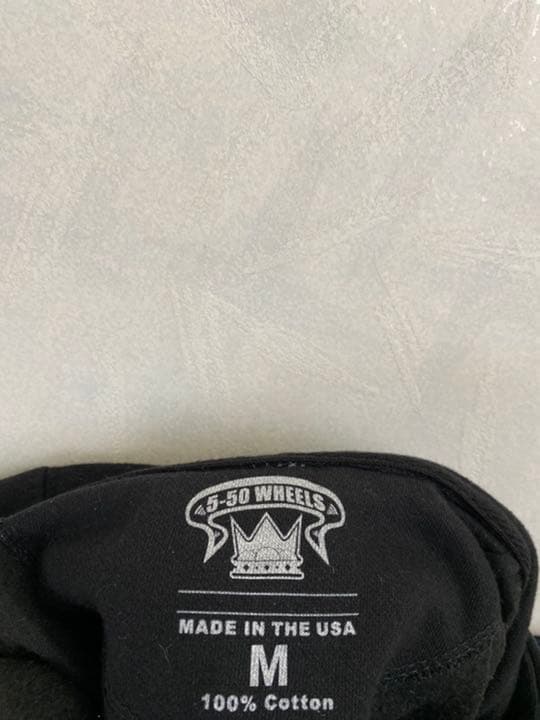 5-50 WHEELS
MADE IN THE USA
M
100% Cotton